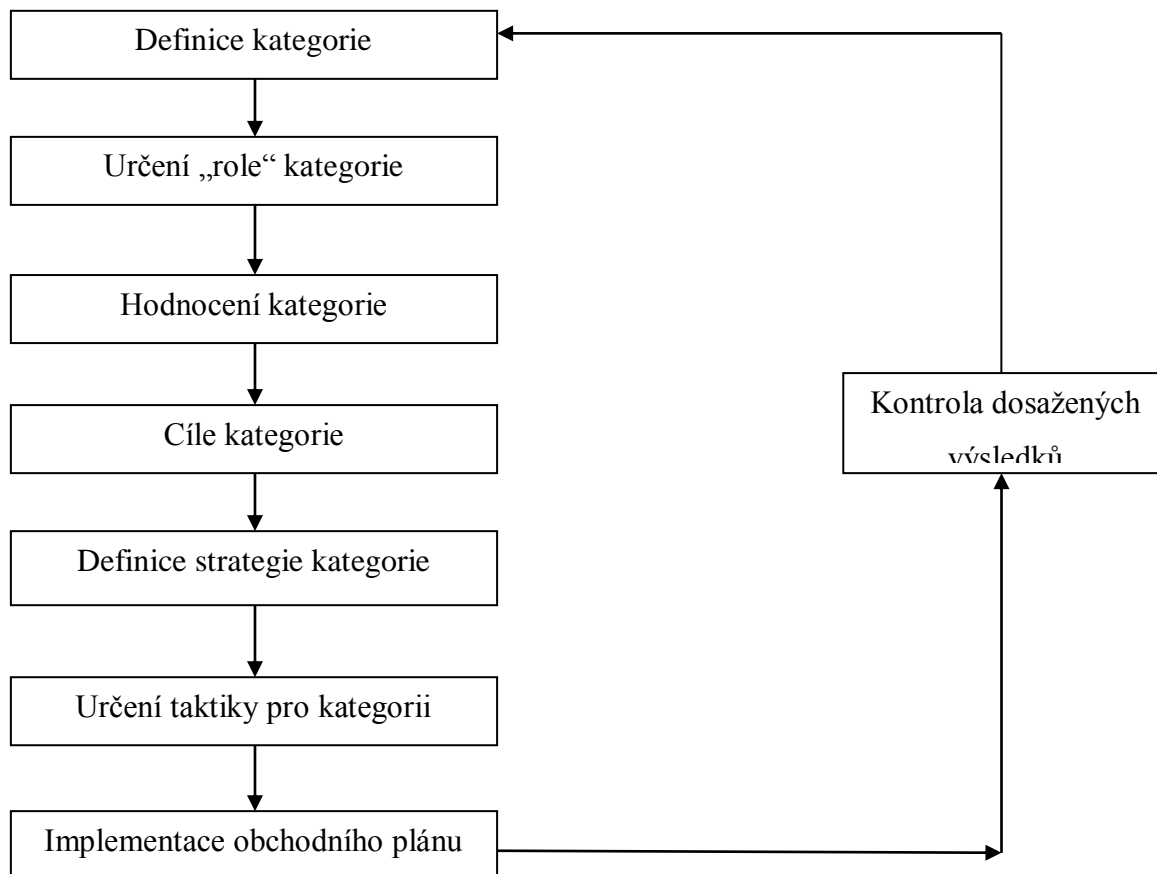 Definice kategorie
Určení „role“ kategorie
Hodnocení kategorie
Cíle kategorie
Definice strategie kategorie
Určení taktiky pro kategorii
Implementace obchodního plánu
Kontrola dosažených
výsledků